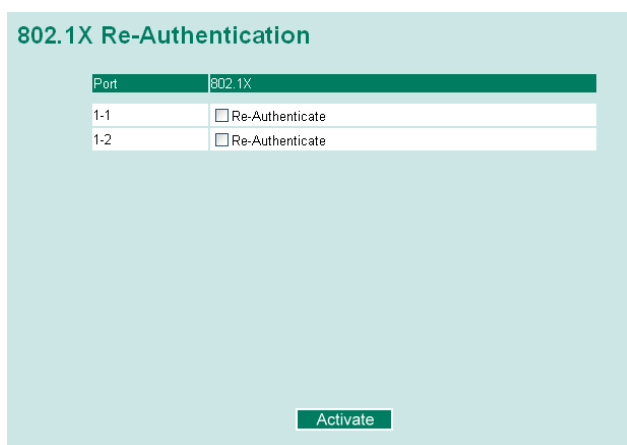 802.1X Re-Authentication
Port 802.1X
1-1 Re-Authenticate
1-2 Re-Authenticate
Activate